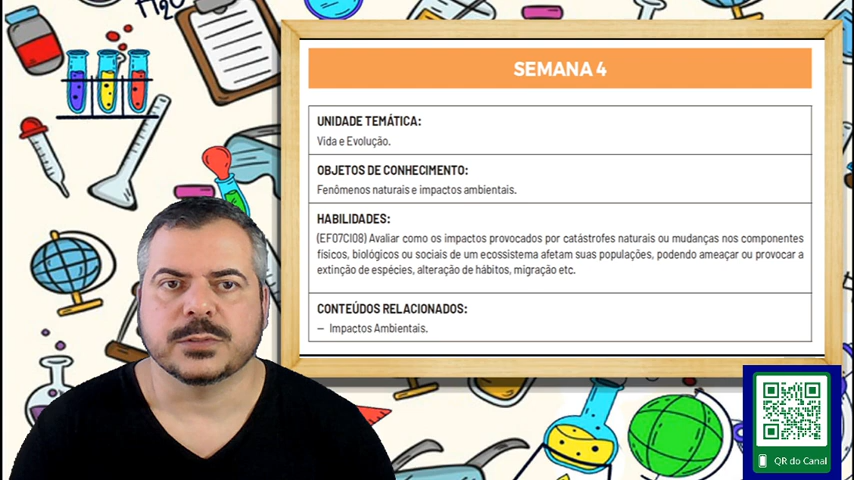 H2O
SEMANA 4
UNIDADE TEMÁTICA:
Vida e Evolução.
OBJETOS DE CONHECIMENTO:
Fenômenos naturais e impactos ambientais.
HABILIDADES:
(EF07CI08) Avaliar como os impactos provocados por catástrofes naturais ou mudanças nos componentes
físicos, biológicos ou sociais de um ecossistema afetam suas populações, podendo ameaçar ou provocar a
extinção de espécies, alteração de hábitos, migração etc.
CONTEÚDOS RELACIONADOS:
– Impactos Ambientais.
QR do Canal